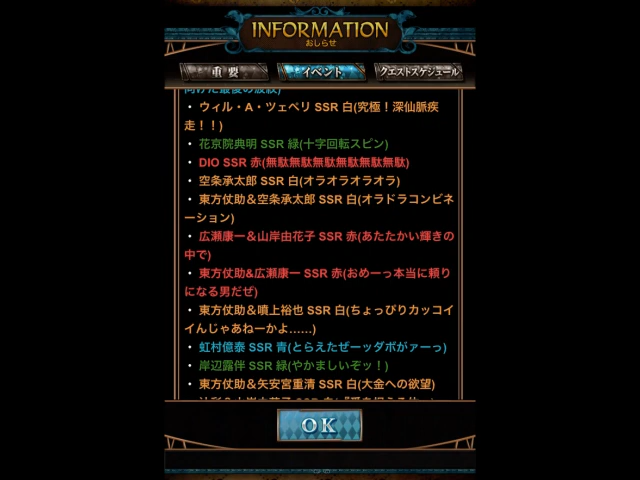 INFORMATION
おしらせ
重要 イベント クエストスケジュール
向けた最後の波紋)
・ ウィル・A・ツェペリ SSR 白(究極！深仙脈疾
走！！)
・ 花京院典明 SSR 緑(十字回転スピン)
・ DIO SSR 赤(無駄無駄無駄無駄無駄無駄)
・ 空条承太郎 SSR 白(オラオラオラオラ)
・ 東方仗助＆空条承太郎 SSR 白(オラドラコンビネ
ーション)
・ 広瀬康一＆山岸由花子 SSR 赤(あたたかい輝きの
中で)
・ 東方仗助&広瀬康一 SSR 赤(おめーっ本当に頼り
になる男だぜ)
・ 東方仗助＆噴上裕也 SSR 白(ちょっぴりカッコイ
イんじゃあねーかよ……)
・ 虹村億泰 SSR 青(とらえたぜーッダボがァーっ)
・ 岸辺露伴 SSR 緑(やかましいぞッ！)
・ 東方仗助＆矢安宮重清 SSR 白(大金への欲望)
OK